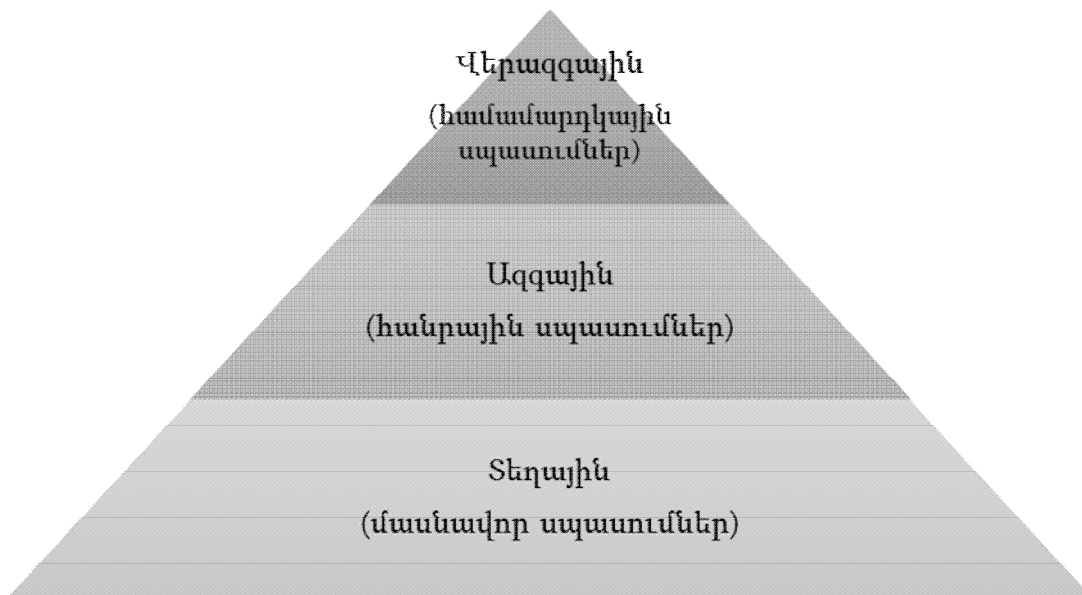 Վերազգային
(համամարդկային
սպասումներ)
Ազգային
(հանրային սպասումներ)
Տեղային
(մասնավոր սպասումներ)